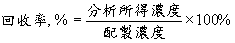 回收率, % = 分析所得濃度 / 配製濃度 ×100%